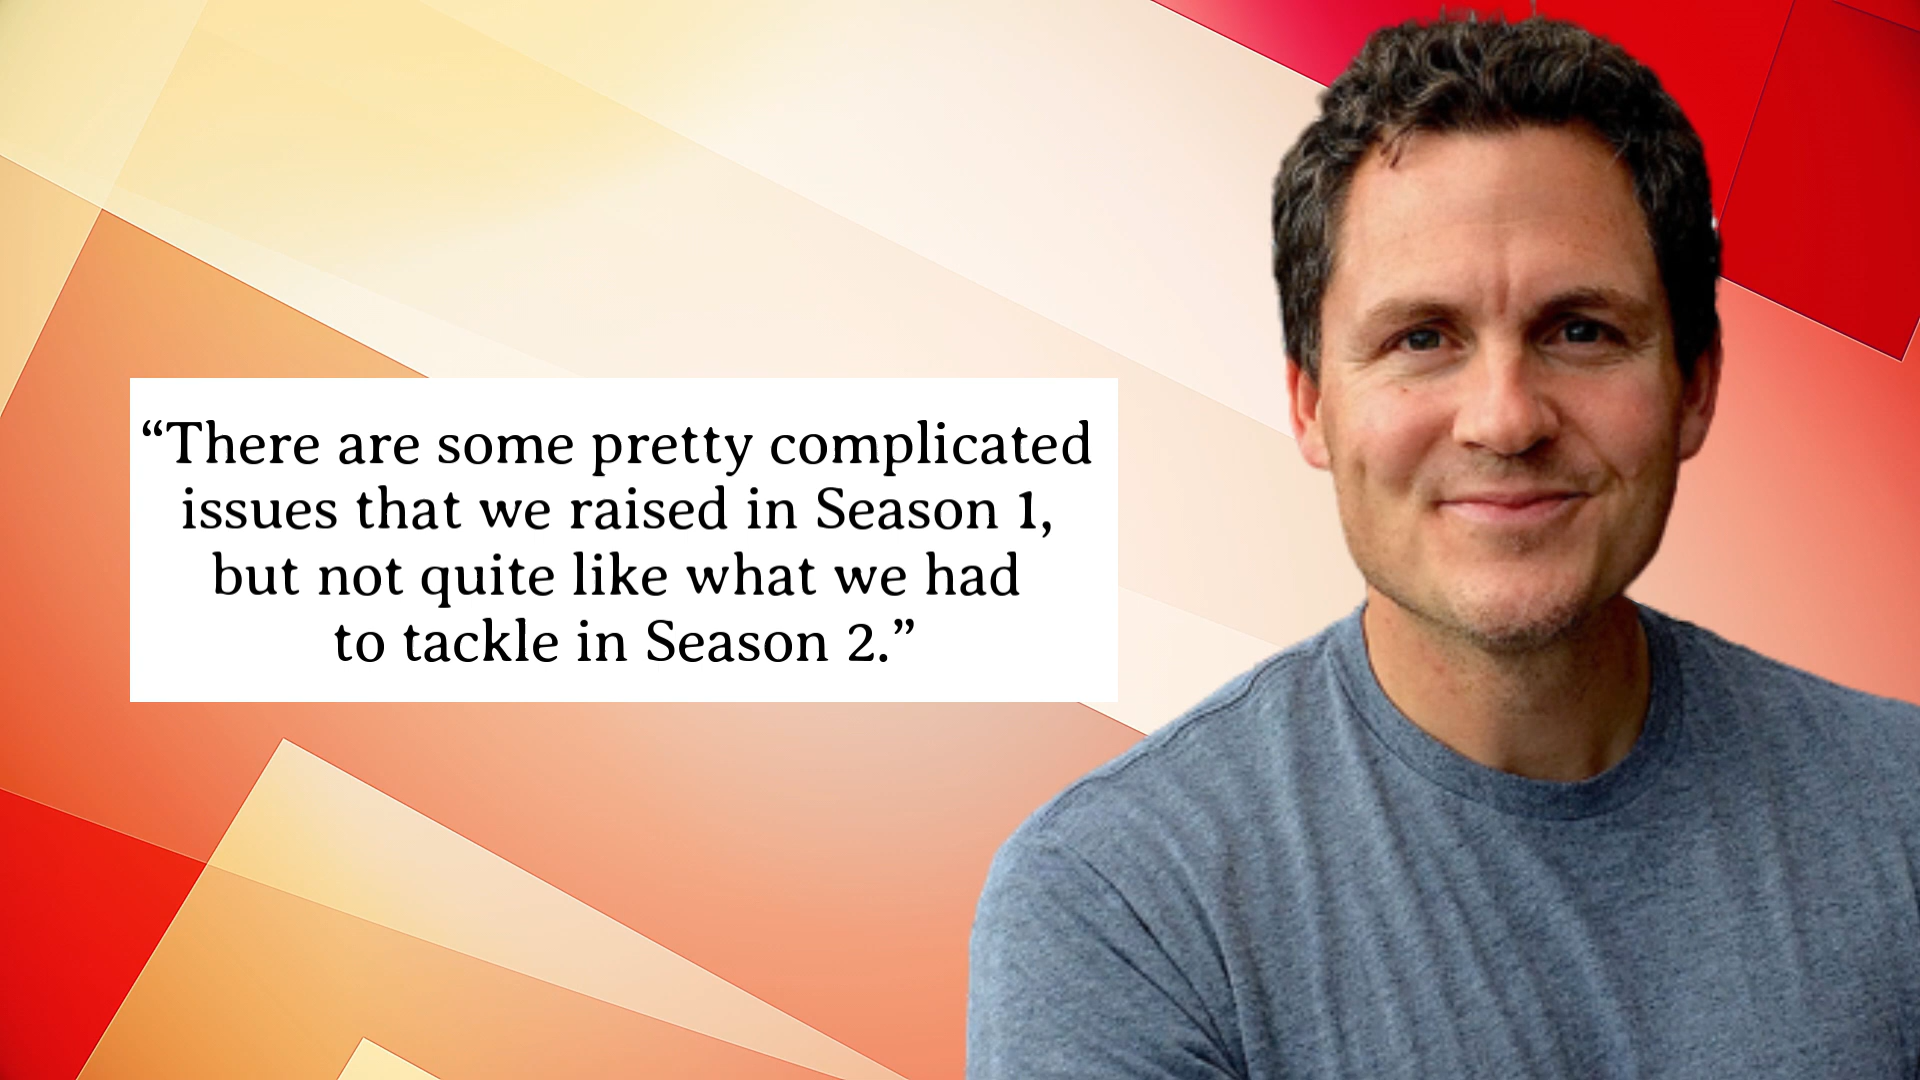 “There are some pretty complicated
issues that we raised in Season 1,
but not quite like what we had
to tackle in Season 2.”